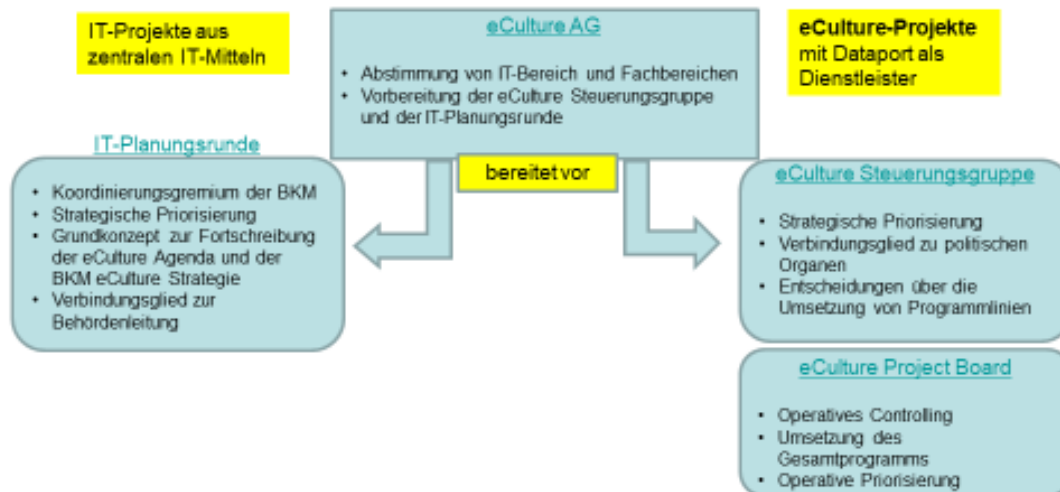 IT-Projekte aus
zentralen IT-Mitteln
eCulture AG
• Abstimmung von IT-Bereich und Fachbereichen
• Vorbereitung der eCulture Steuerungsgruppe
und der IT-Planungsrunde
eCulture-Projekte
mit Dataport als
Dienstleister
bereitet vor
IT-Planungsrunde
• Koordinierungsgremium der BKM
• Strategische Priorisierung
• Grundkonzept zur Fortschreibung
der eCulture Agenda und der
BKM eCulture Strategie
• Verbindungsglied zur
Behördenleitung
eCulture Steuerungsgruppe
• Strategische Priorisierung
• Verbindungsglied zu politischen
Organen
• Entscheidungen über die
Umsetzung von Programmlinien
eCulture Project Board
• Operatives Controlling
• Umsetzung des
Gesamtprogramms
• Operative Priorisierung